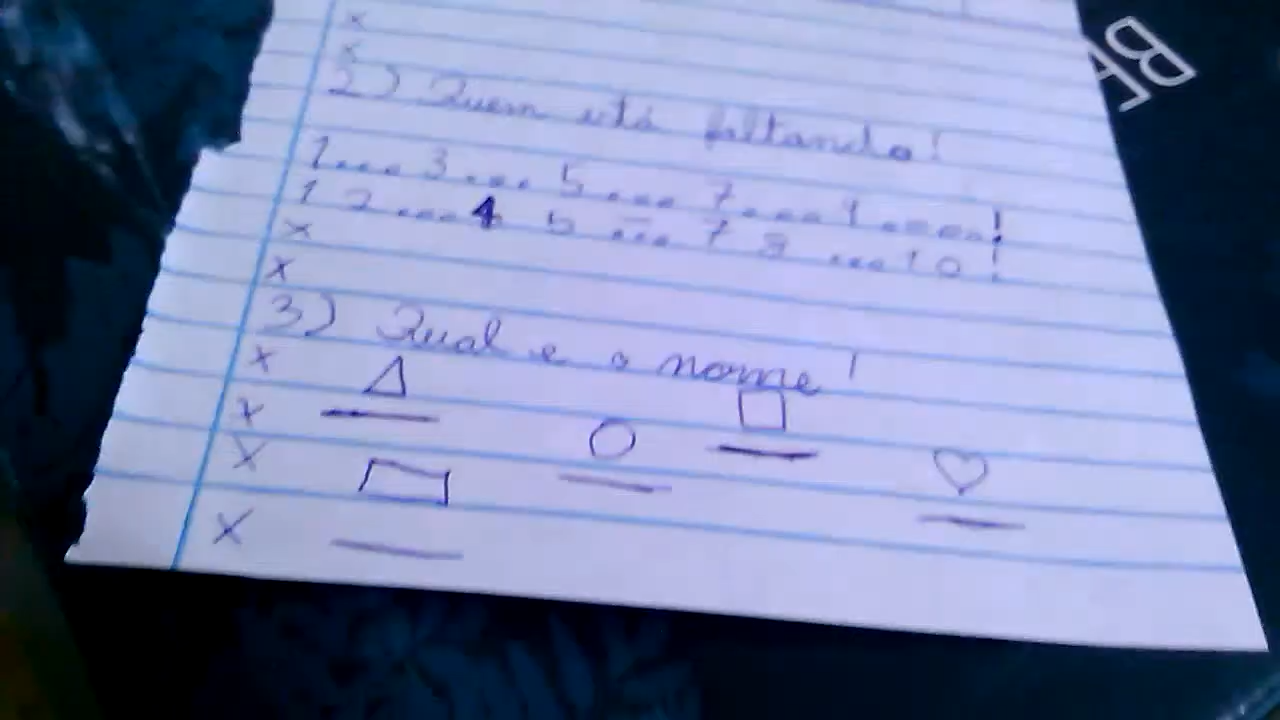 x
x
2) Quem está faltando!
1....3....5....7....9.....!
1 2....4 5 ....7 8 ....10!
x
x
3) Qual e o nome!
x
x
x
x
BA